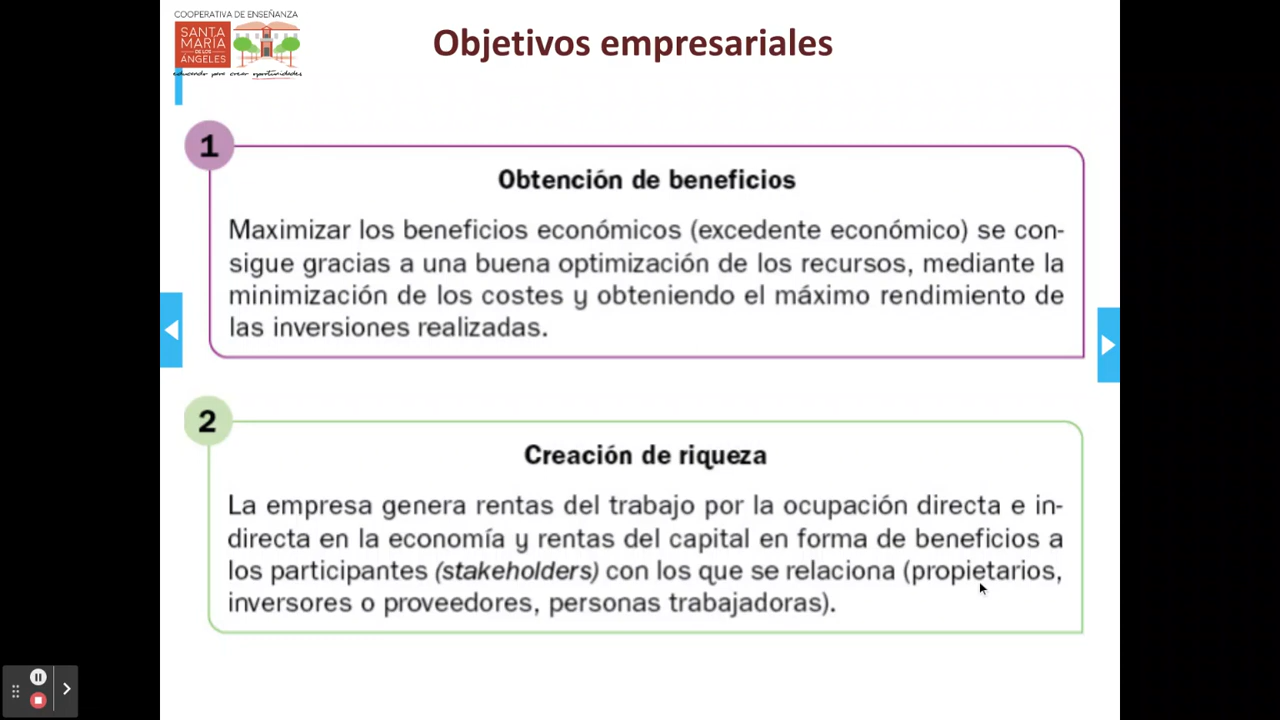 COOPERATIVA DE ENSEÑANZA
SANTA
MARÍA
DE LOS
ÁNGELES
educando para crear oportunidades
Objetivos empresariales
1
Obtención de beneficios
Maximizar los beneficios económicos (excedente económico) se con-
sigue gracias a una buena optimización de los recursos, mediante la
minimización de los costes y obteniendo el máximo rendimiento de
las inversiones realizadas.
2
Creación de riqueza
La empresa genera rentas del trabajo por la ocupación directa e in-
directa en la economía y rentas del capital en forma de beneficios a
los participantes (stakeholders) con los que se relaciona (propietarios,
inversores o proveedores, personas trabajadoras).